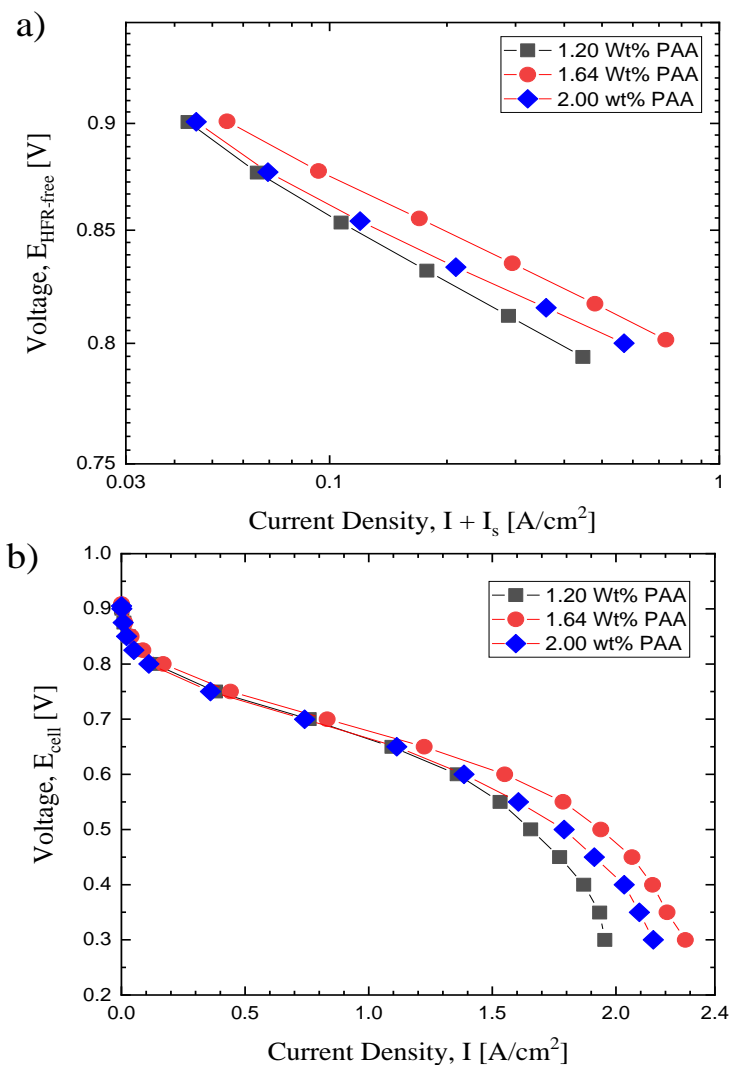 a)
1.20 Wt% PAA
1.64 Wt% PAA
2.00 wt% PAA
0.9
0.85
0.8
0.75
Voltage, E_HFR-free [V]
0.03
0.1
1
Current Density, I + I_s [A/cm²]
b)
1.20 Wt% PAA
1.64 Wt% PAA
2.00 wt% PAA
1.0
0.9
0.8
0.7
0.6
0.5
0.4
0.3
0.2
Voltage, E_cell [V]
0.0
0.5
1.0
1.5
2.0
2.4
Current Density, I [A/cm²]